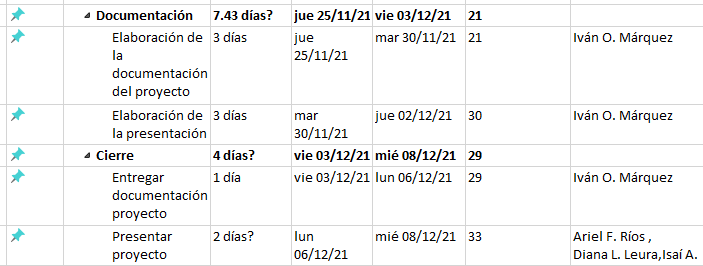 Documentación 7.43 días? jue 25/11/21 vie 03/12/21 21
Elaboración de la documentación del proyecto 3 días jue 25/11/21 mar 30/11/21 21 Iván O. Márquez
Elaboración de la presentación 3 días mar 30/11/21 jue 02/12/21 30 Iván O. Márquez
Cierre 4 días? vie 03/12/21 mié 08/12/21 29
Entregar documentación proyecto 1 día vie 03/12/21 lun 06/12/21 29 Iván O. Márquez
Presentar proyecto 2 días? lun 06/12/21 mié 08/12/21 33 Ariel F. Ríos , Diana L. Leura,Isaí A.